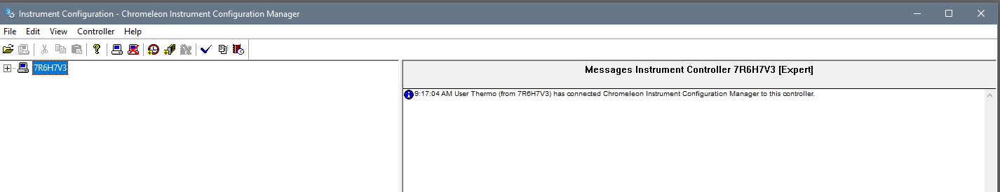 Instrument Configuration - Chromeleon Instrument Configuration Manager
File Edit View Controller Help
7R6H7V3
Messages Instrument Controller 7R6H7V3 [Expert]
9:17:04 AM User Thermo (from 7R6H7V3) has connected Chromeleon Instrument Configuration Manager to this controller.